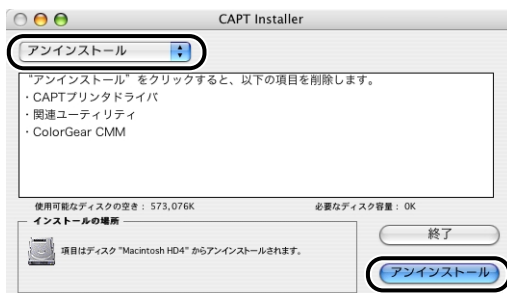 CAPT Installer
アンインストール
"アンインストール" をクリックすると、以下の項目を削除します。
・CAPTプリンタドライバ
・関連ユーティリティ
・ColorGear CMM
使用可能なディスクの空き： 573,076K 必要なディスク容量： 0K
インストールの場所
項目はディスク "Macintosh HD4" からアンインストールされます。
終了
アンインストール